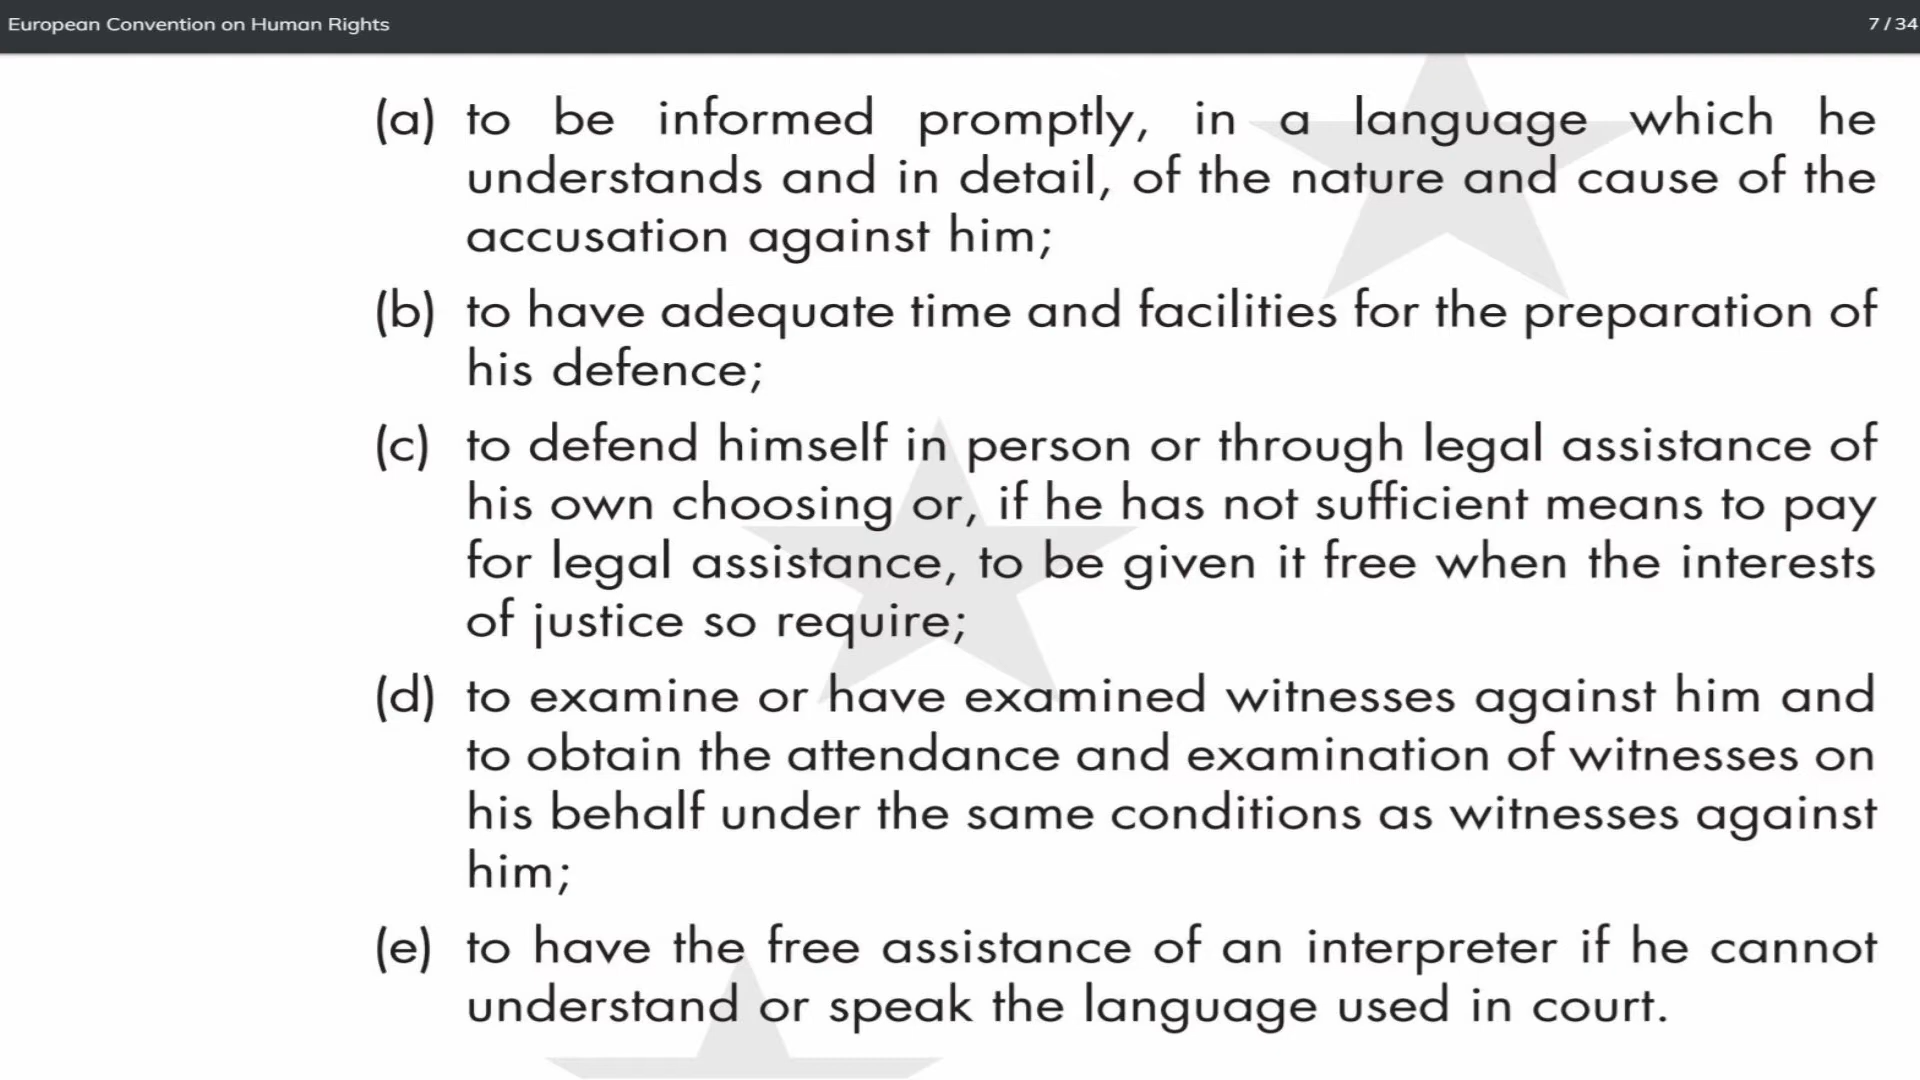 European Convention on Human Rights
7 / 34
(a) to be informed promptly, in a language which he
understands and in detail, of the nature and cause of the
accusation against him;
(b) to have adequate time and facilities for the preparation of
his defence;
(c) to defend himself in person or through legal assistance of
his own choosing or, if he has not sufficient means to pay
for legal assistance, to be given it free when the interests
of justice so require;
(d) to examine or have examined witnesses against him and
to obtain the attendance and examination of witnesses on
his behalf under the same conditions as witnesses against
him;
(e) to have the free assistance of an interpreter if he cannot
understand or speak the language used in court.